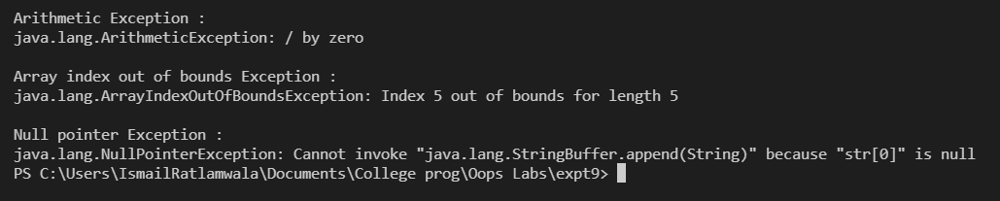 Arithmetic Exception :
java.lang.ArithmeticException: / by zero
Array index out of bounds Exception :
java.lang.ArrayIndexOutOfBoundsException: Index 5 out of bounds for length 5
Null pointer Exception :
java.lang.NullPointerException: Cannot invoke "java.lang.StringBuffer.append(String)" because "str[0]" is null
PS C:\Users\IsmailRatlamwala\Documents\College prog\Oops Labs\expt9>